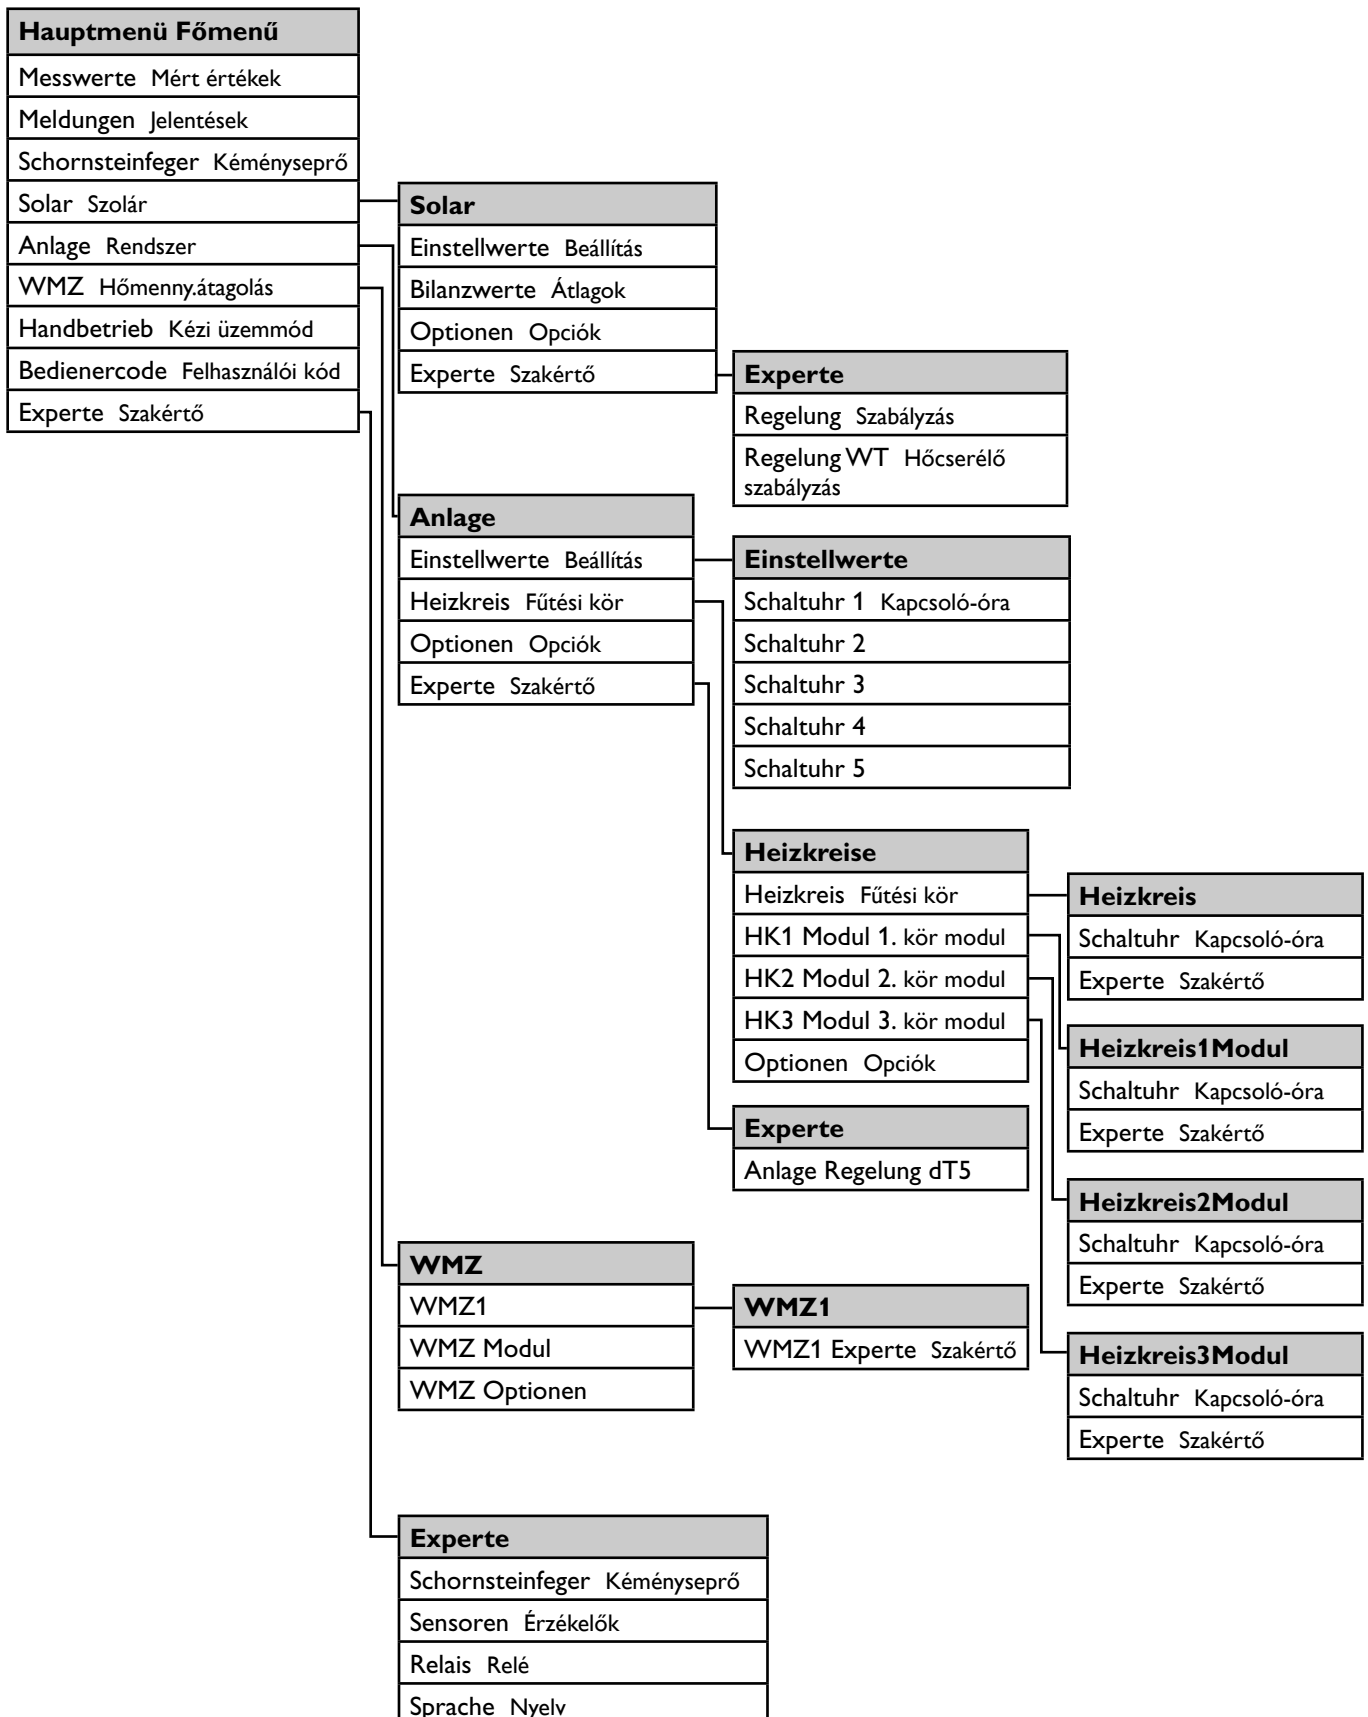 Hauptmenü Főmenű
Messwerte Mért értékek
Meldungen Jelentések
Schornsteinfeger Kéményseprő
Solar Szolár
Anlage Rendszer
WMZ Hőmenny.átagolás
Handbetrieb Kézi üzemmód
Bedienercode Felhasználói kód
Experte Szakértő
Solar
Einstellwerte Beállítás
Bilanzwerte Átlagok
Optionen Opciók
Experte Szakértő
Experte
Regelung Szabályzás
Regelung WT Hőcserélő
szabályzás
Anlage
Einstellwerte Beállítás
Heizkreis Fűtési kör
Optionen Opciók
Experte Szakértő
Einstellwerte
Schaltuhr 1 Kapcsoló-óra
Schaltuhr 2
Schaltuhr 3
Schaltuhr 4
Schaltuhr 5
Heizkreise
Heizkreis Fűtési kör
HK1 Modul 1. kör modul
HK2 Modul 2. kör modul
HK3 Modul 3. kör modul
Optionen Opciók
Heizkreis
Schaltuhr Kapcsoló-óra
Experte Szakértő
Heizkreis1Modul
Schaltuhr Kapcsoló-óra
Experte Szakértő
Experte
Anlage Regelung dT5
Heizkreis2Modul
Schaltuhr Kapcsoló-óra
Experte Szakértő
WMZ
WMZ1
WMZ Modul
WMZ Optionen
WMZ1
WMZ1 Experte Szakértő
Heizkreis3Modul
Schaltuhr Kapcsoló-óra
Experte Szakértő
Experte
Schornsteinfeger Kéményseprő
Sensoren Érzékelők
Relais Relé
Sprache Nyelv